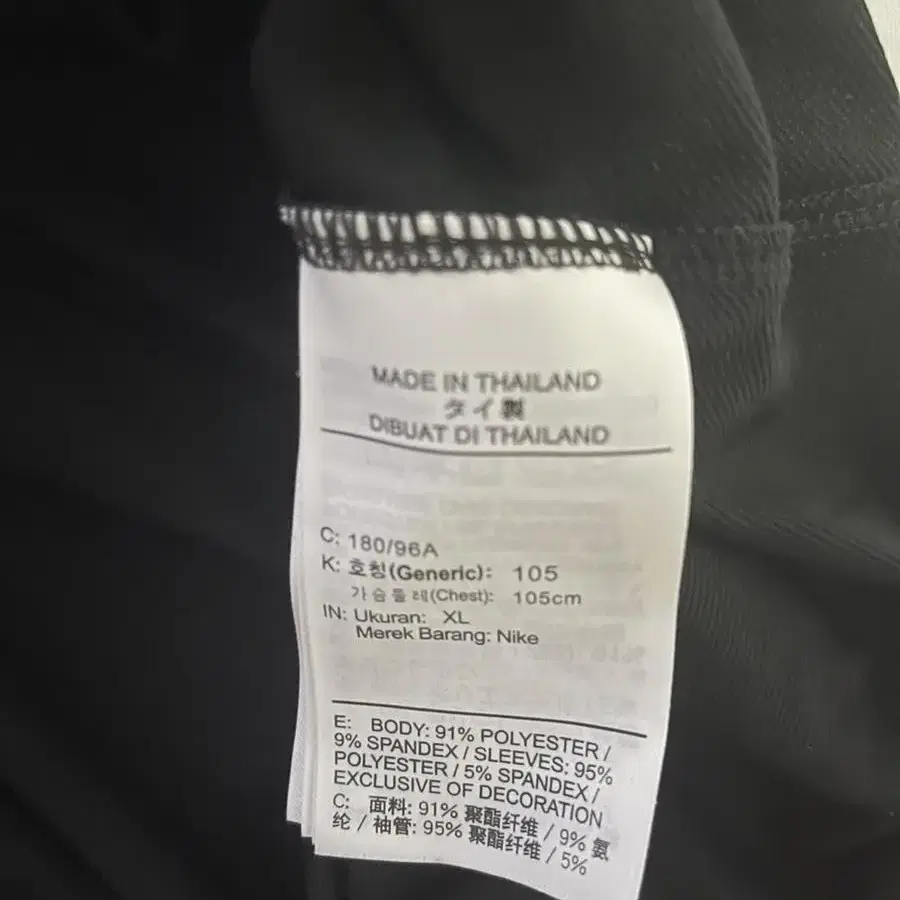 MADE IN THAILAND
タイ製
DIBUAT DI THAILAND
C: 180/96A
K: 호칭(Generic): 105
가슴둘레(Chest): 105cm
IN: Ukuran: XL
Merek Barang: Nike
E: BODY: 91% POLYESTER /
9% SPANDEX / SLEEVES: 95%
POLYESTER / 5% SPANDEX /
EXCLUSIVE OF DECORATION
C: 面料: 91% 聚酯纤维 / 9% 氨
纶 / 袖管: 95% 聚酯纤维 / 5%